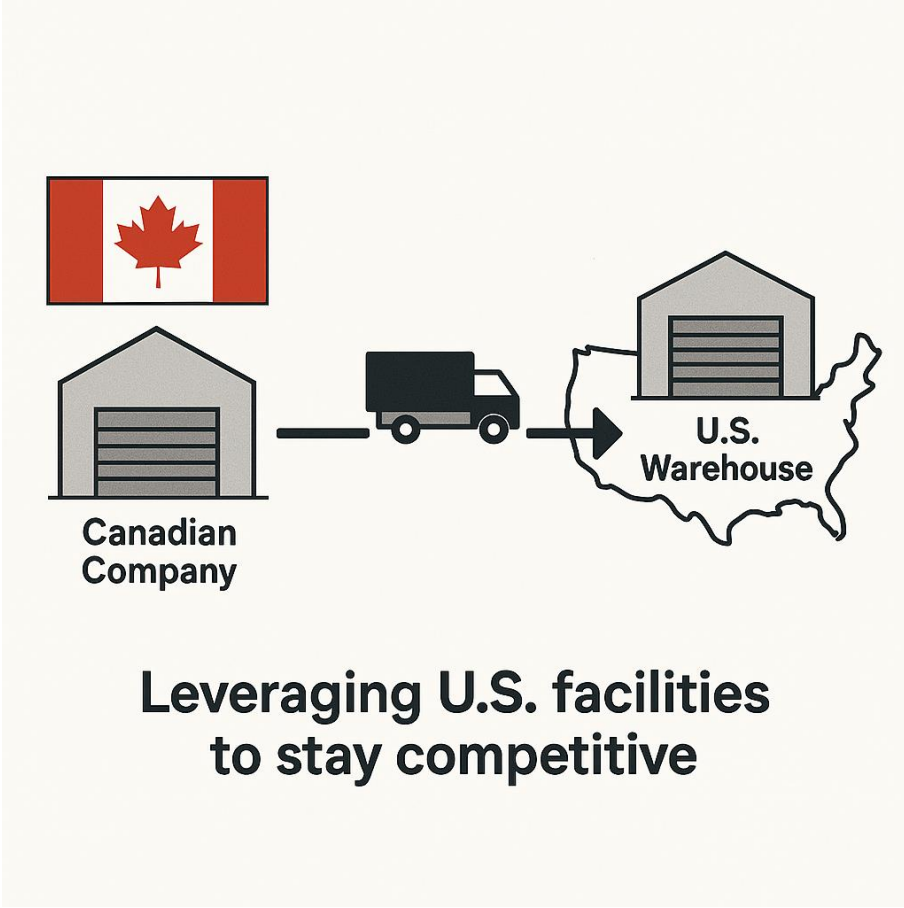 Canadian
Company
U.S.
Warehouse
Leveraging U.S. facilities
to stay competitive